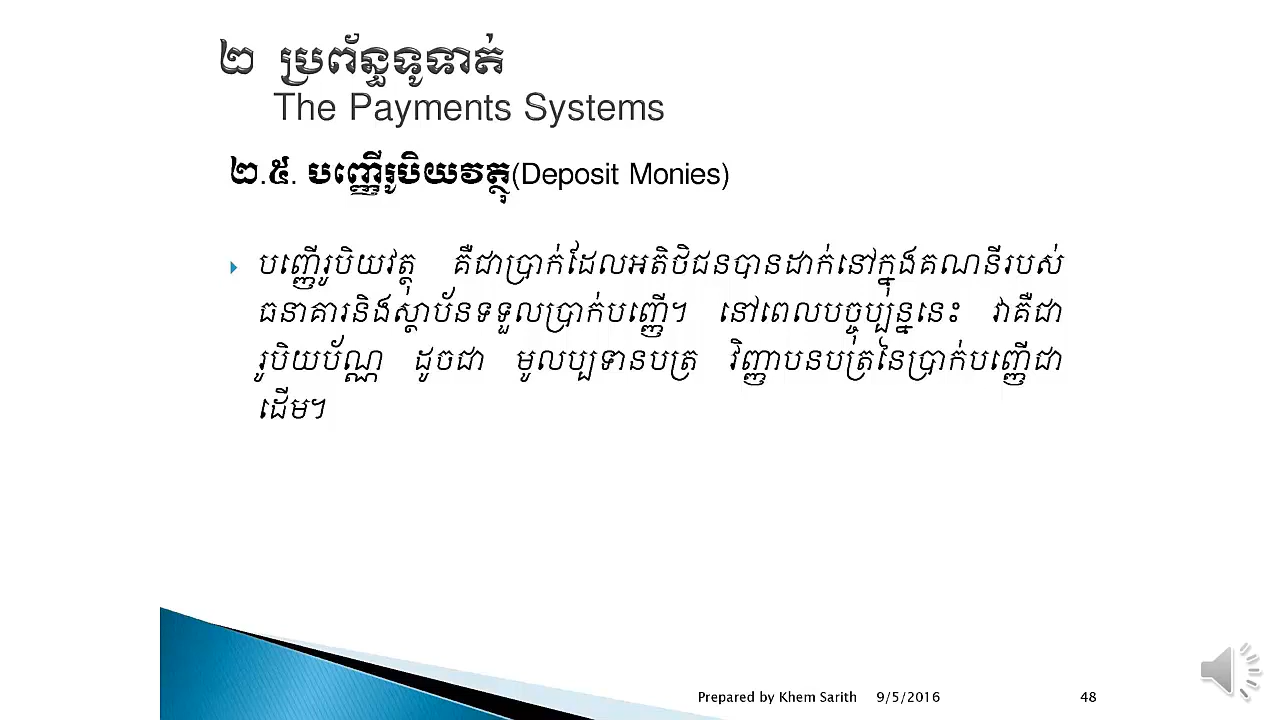 ២ ប្រព័ន្ធទូទាត់
The Payments Systems
២.៥. បញ្ញើរូបិយវត្ថុ(Deposit Monies)
បញ្ញើរូបិយវត្ថុ គឺជាប្រាក់ដែលអតិថិជនបានដាក់នៅក្នុងគណនីរបស់
ធនាគារនិងស្ថាប័នទទួលប្រាក់បញ្ញើ។ នៅពេលបច្ចុប្បន្ននេះ វាគឺជា
រូបិយប័ណ្ណ ដូចជា មូលប្បទានបត្រ វិញ្ញាបនបត្រនៃប្រាក់បញ្ញើជា
ដើម។
Prepared by Khem Sarith 9/5/2016 48